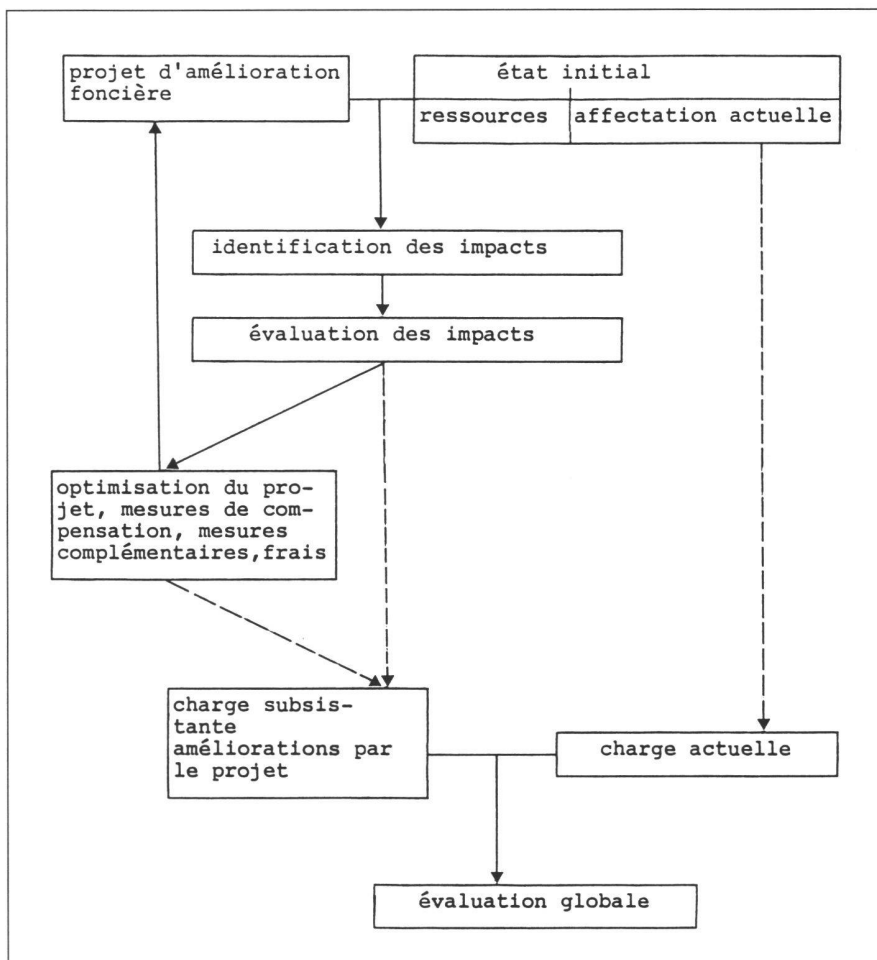 projet d'amélioration
foncière
état initial
ressources
affectation actuelle
identification des impacts
évaluation des impacts
optimisation du pro-
jet, mesures de com-
pensation, mesures
complémentaires,frais
charge subsis-
tante
améliorations par
le projet
charge actuelle
évaluation globale